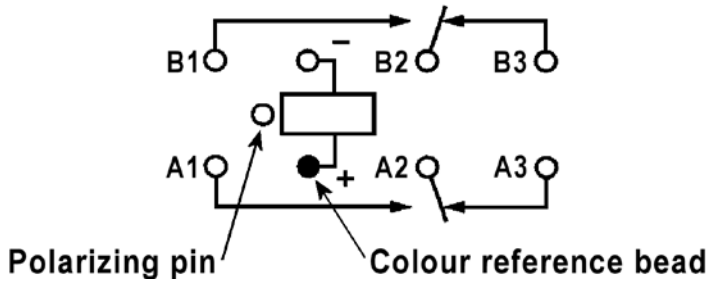 B1 − B2 B3
A1 + A2 A3
Polarizing pin Colour reference bead